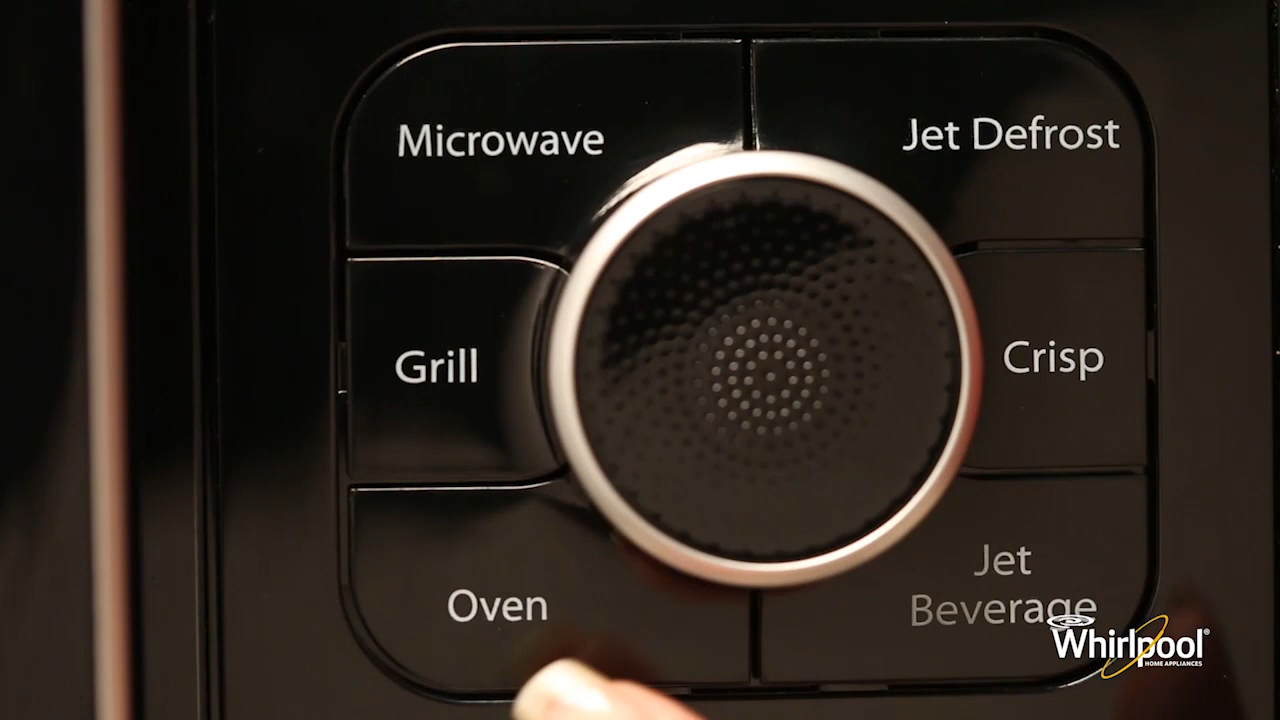 Microwave
Jet Defrost
Grill
Crisp
Oven
Jet
Beverage
Whirlpool®
HOME APPLIANCES